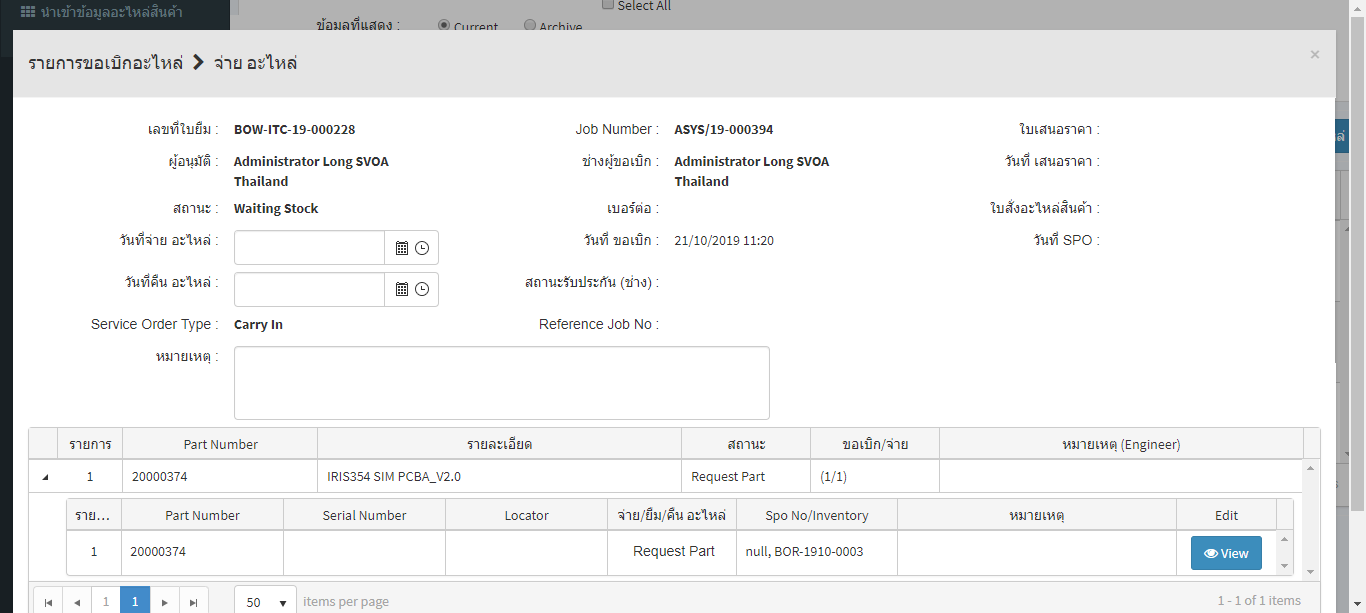 นำเข้าข้อมูลอะไหล่สินค้า
Select All
ข้อมูลที่แสดง : Current Archive
รายการขอเบิกอะไหล่ จ่าย อะไหล่ ×
เลขที่ใบยืม : BOW-ITC-19-000228 Job Number : ASYS/19-000394 ใบเสนอราคา :
ผู้อนุมัติ : Administrator Long SVOA Thailand ช่างผู้ขอเบิก : Administrator Long SVOA Thailand วันที่ เสนอราคา :
สถานะ : Waiting Stock เบอร์ต่อ : ใบสั่งอะไหล่สินค้า :
วันที่จ่าย อะไหล่ : วันที่ ขอเบิก : 21/10/2019 11:20 วันที่ SPO :
วันที่คืน อะไหล่ : สถานะรับประกัน (ช่าง) :
Service Order Type : Carry In Reference Job No :
หมายเหตุ :
รายการ Part Number รายละเอียด สถานะ ขอเบิก/จ่าย หมายเหตุ (Engineer)
1 20000374 IRIS354 SIM PCBA_V2.0 Request Part (1/1)
ราย... Part Number Serial Number Locator จ่าย/ยืม/คืน อะไหล่ Spo No/Inventory หมายเหตุ Edit
1 20000374 Request Part null, BOR-1910-0003 View
1 1 50 items per page 1 - 1 of 1 items